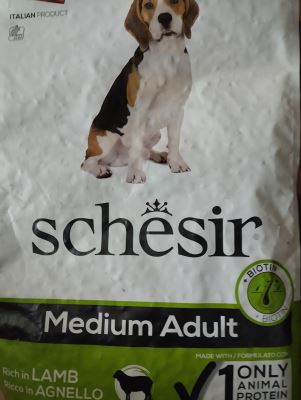 ITALIAN PRODUCT
schesir
BIOTIN
BIOTIN
Medium Adult
MADE WITH / FORMULATO CON
Rich in LAMB
Ricco in AGNELLO
1 ONLY
ANIMAL
PROTEIN